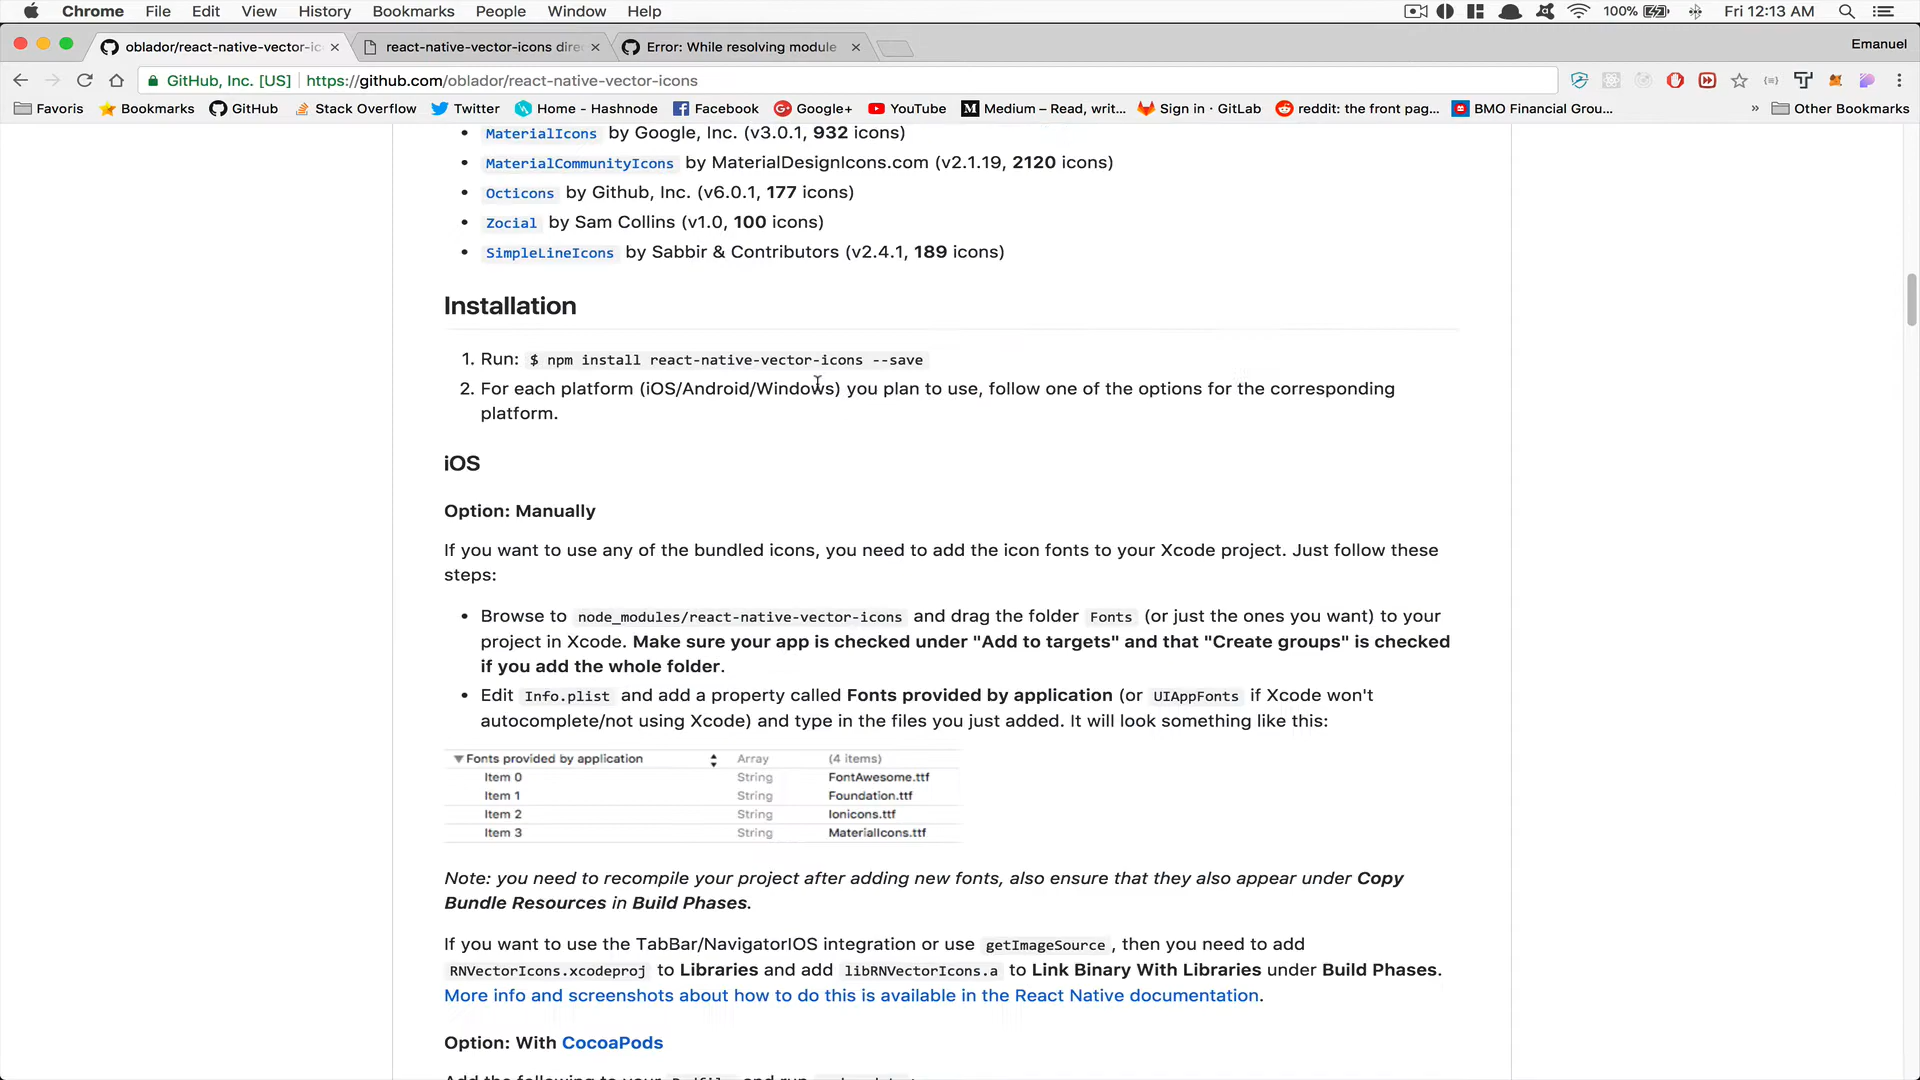 Chrome File Edit View History Bookmarks People Window Help 100% Fri 12:13 AM
oblador/react-native-vector-ic × react-native-vector-icons dire × Error: While resolving module × Emanuel
GitHub, Inc. [US] https://github.com/oblador/react-native-vector-icons
Favoris Bookmarks GitHub Stack Overflow Twitter Home - Hashnode Facebook Google+ YouTube Medium – Read, writ... Sign in · GitLab reddit: the front pag... BMO Financial Grou... » Other Bookmarks
• MaterialIcons by Google, Inc. (v3.0.1, 932 icons)
• MaterialCommunityIcons by MaterialDesignIcons.com (v2.1.19, 2120 icons)
• Octicons by Github, Inc. (v6.0.1, 177 icons)
• Zocial by Sam Collins (v1.0, 100 icons)
• SimpleLineIcons by Sabbir & Contributors (v2.4.1, 189 icons)
Installation
1. Run: $ npm install react-native-vector-icons --save
2. For each platform (iOS/Android/Windows) you plan to use, follow one of the options for the corresponding
platform.
iOS
Option: Manually
If you want to use any of the bundled icons, you need to add the icon fonts to your Xcode project. Just follow these
steps:
• Browse to node_modules/react-native-vector-icons and drag the folder Fonts (or just the ones you want) to your
project in Xcode. Make sure your app is checked under "Add to targets" and that "Create groups" is checked
if you add the whole folder.
• Edit Info.plist and add a property called Fonts provided by application (or UIAppFonts if Xcode won't
autocomplete/not using Xcode) and type in the files you just added. It will look something like this:
Fonts provided by application Array (4 items)
Item 0 String FontAwesome.ttf
Item 1 String Foundation.ttf
Item 2 String Ionicons.ttf
Item 3 String MaterialIcons.ttf
Note: you need to recompile your project after adding new fonts, also ensure that they also appear under Copy
Bundle Resources in Build Phases.
If you want to use the TabBar/NavigatorIOS integration or use getImageSource, then you need to add
RNVectorIcons.xcodeproj to Libraries and add libRNVectorIcons.a to Link Binary With Libraries under Build Phases.
More info and screenshots about how to do this is available in the React Native documentation.
Option: With CocoaPods
Add the following to your Podfile and run